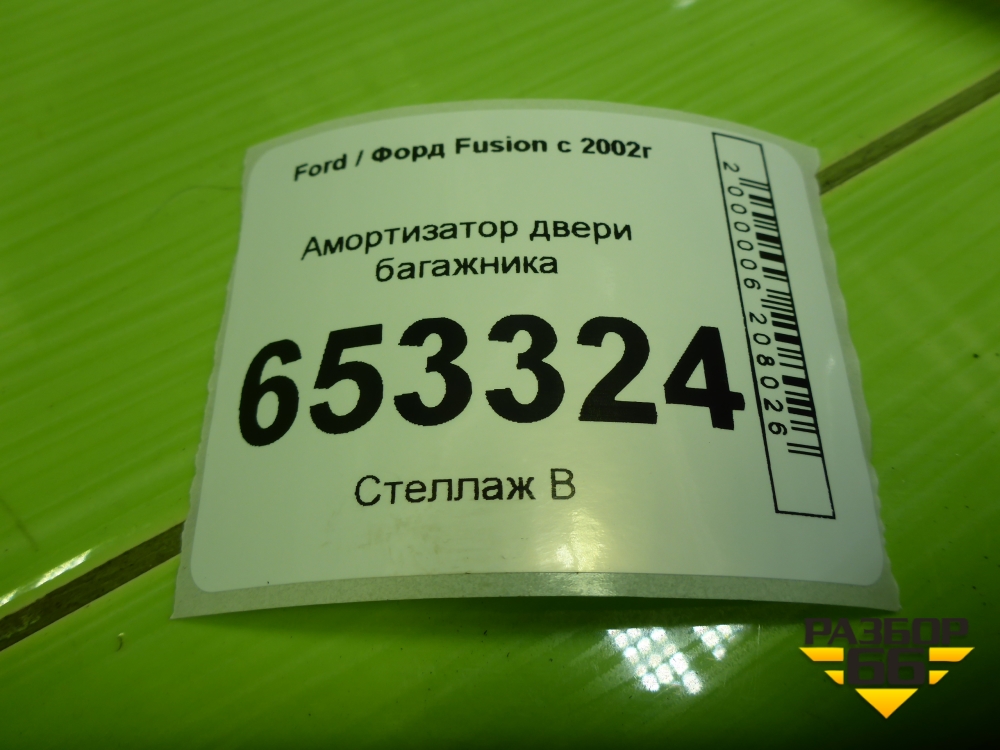 Ford / Форд Fusion с 2002г
Амортизатор двери
багажника
653324
Стеллаж В
2000006208026
РАЗБОР
66